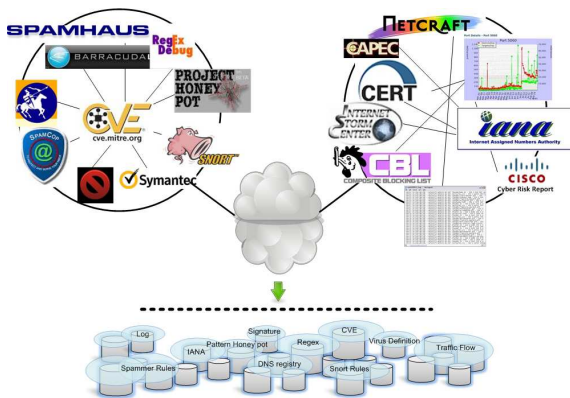 SPAMHAUS
RegEx
DeBug
BARRACUDA
PROJECT
HONEY
POT
CVE
cve.mitre.org
SPAMCOP
@
SNORT
Symantec
NETCRAFT
CAPEC
CERT
INTERNET
STORM
CENTER
iana
Internet Assigned Numbers Authority
CBL
COMPOSITE BLOCKING LIST
CISCO
Cyber Risk Report
Log
Signature
CVE
IANA
Pattern Honey pot
Regex
Virus Definition
Traffic Flow
Spammer Rules
DNS registry
Snort Rules